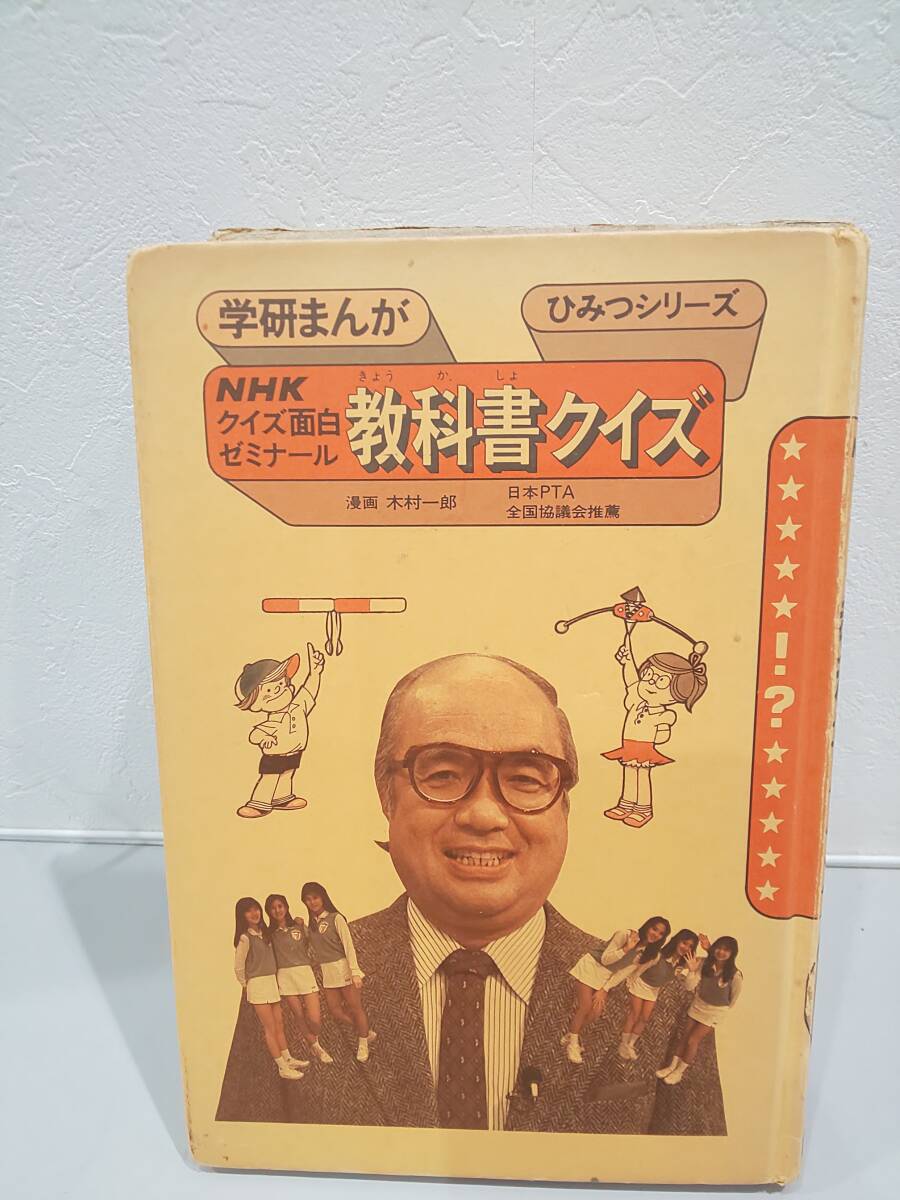 学研まんが
ひみつシリーズ
NHK
クイズ面白
ゼミナール
きょう か しょ
教科書クイズ
漫画 木村一郎
日本PTA
全国協議会推薦
★★★★★!?★★★★★